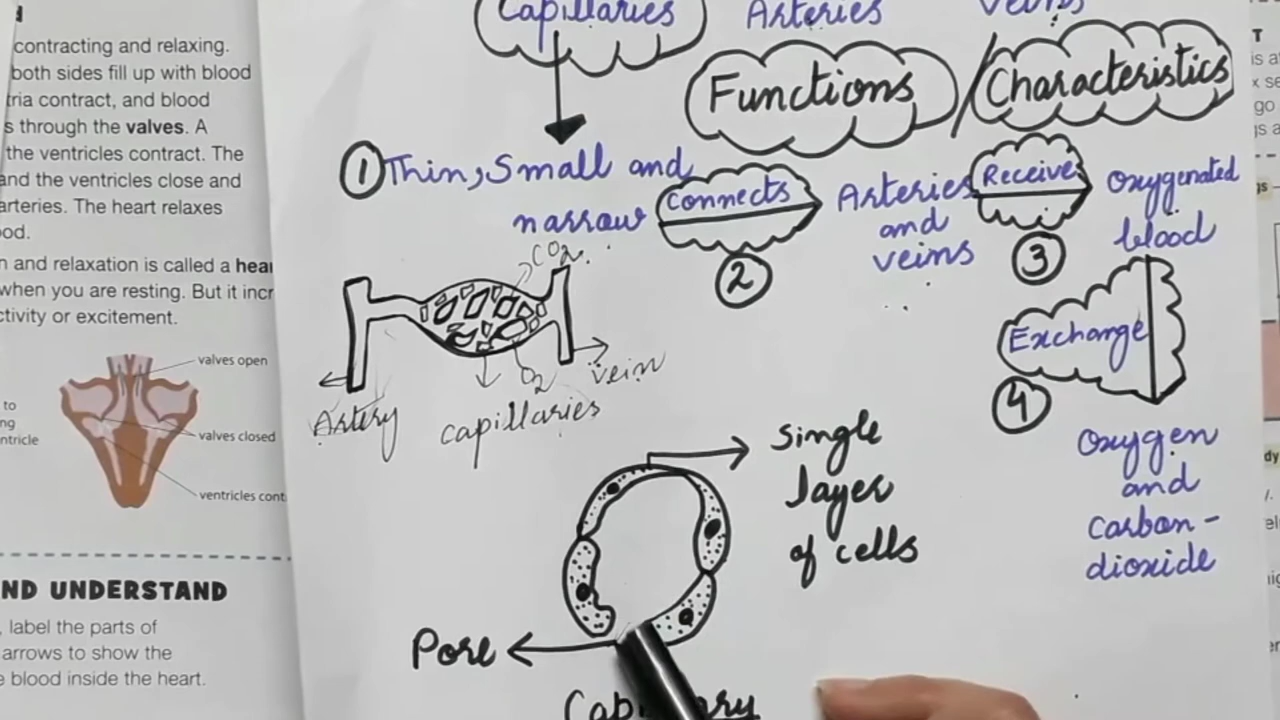 contracting and relaxing.
both sides fill up with blood
tria contract, and blood
s through the valves. A
the ventricles contract. The
and the ventricles close and
arteries. The heart relaxes
ood.
n and relaxation is called a hear
when you are resting. But it incr
ctivity or excitement.
valves open
valves closed
ventricles cont
to
ng
ntricle
ND UNDERSTAND
, label the parts of
arrows to show the
e blood inside the heart.
Capillaries Arteries Veins
Functions / Characteristics
① Thin, Small and
narrow
Connects
②
Arteries
and
veins
Receive
③
Oxygenated
blood
Exchange
④
Oxygen
and
Carbon-
dioxide
CO2
O2
Artery
capillaries
vein
Single
layer
of cells
Pore